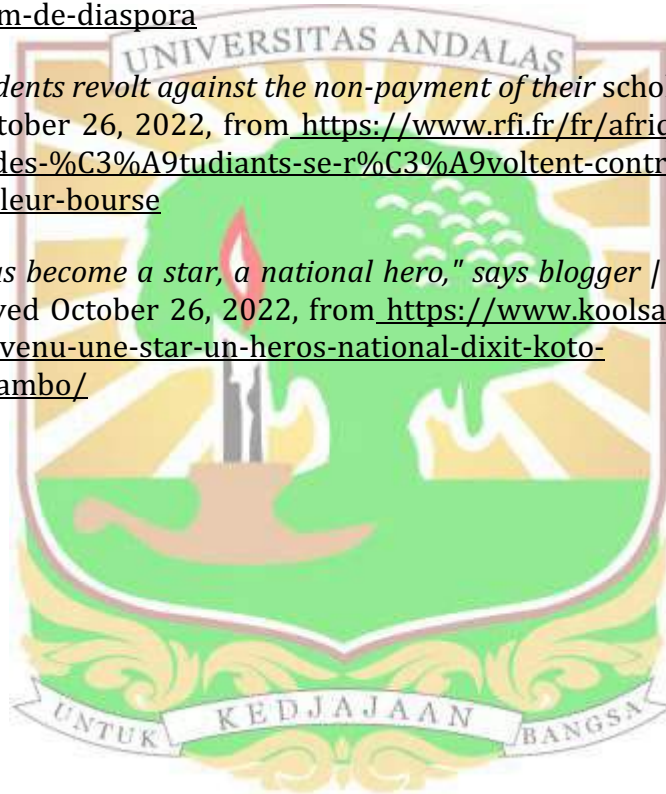 m-de-diaspora
UNIVERSITAS ANDALAS
dents revolt against the non-payment of their scho
tober 26, 2022, from https://www.rfi.fr/fr/afric
des-%C3%A9tudiants-se-r%C3%A9voltent-contr
leur-bourse
as become a star, a national hero," says blogger |
ved October 26, 2022, from https://www.koolsa
venu-une-star-un-heros-national-dixit-koto-
ambo/
UNTUK KEDJAJAAN BANGSA